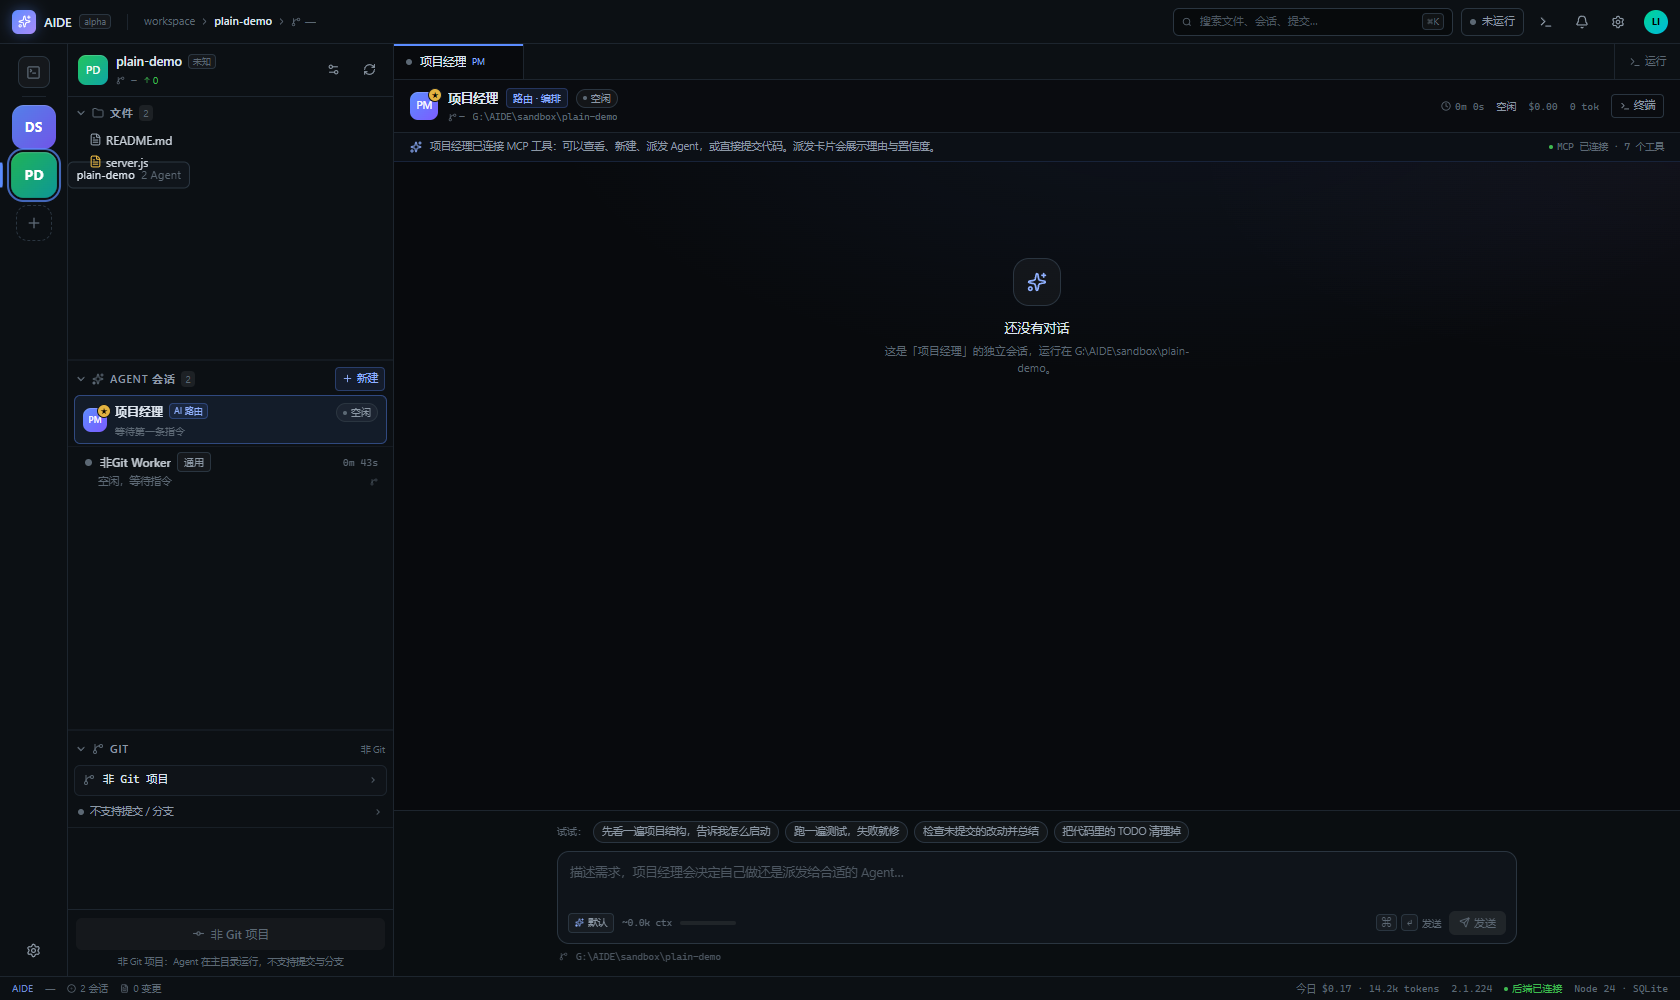 AIDE alpha workspace › plain-demo › —
搜索文件、会话、提交... ⌘K 未运行 LI
DS
PD
PD plain-demo 未知
— ↑0
文件 2
README.md
server.js
plain-demo 2 Agent
AGENT 会话 2 + 新建
PM 项目经理 AI 路由 空闲
等待第一条指令
非Git Worker 通用 0m 43s
空闲，等待指令
GIT 非 Git
非 Git 项目
不支持提交 / 分支
非 Git 项目
非 Git 项目：Agent 在主目录运行，不支持提交与分支
项目经理 PM 运行
PM 项目经理 路由 · 编排 空闲
— G:\AIDE\sandbox\plain-demo
0m 0s 空闲 $0.00 0 tok 终端
项目经理已连接 MCP 工具：可以查看、新建、派发 Agent，或直接提交代码。派发卡片会展示理由与置信度。 MCP 已连接 · 7 个工具
还没有对话
这是「项目经理」的独立会话，运行在 G:\AIDE\sandbox\plain-
demo。
试试： 先看一遍项目结构，告诉我怎么启动 跑一遍测试，失败就修 检查未提交的改动并总结 把代码里的 TODO 清理掉
描述需求，项目经理会决定自己做还是派发给合适的 Agent...
默认 ~0.0k ctx ⌘ ↵ 发送 发送
G:\AIDE\sandbox\plain-demo
AIDE — 2 会话 0 变更 今日 $0.17 · 14.2k tokens 2.1.224 后端已连接 Node 24 · SQLite